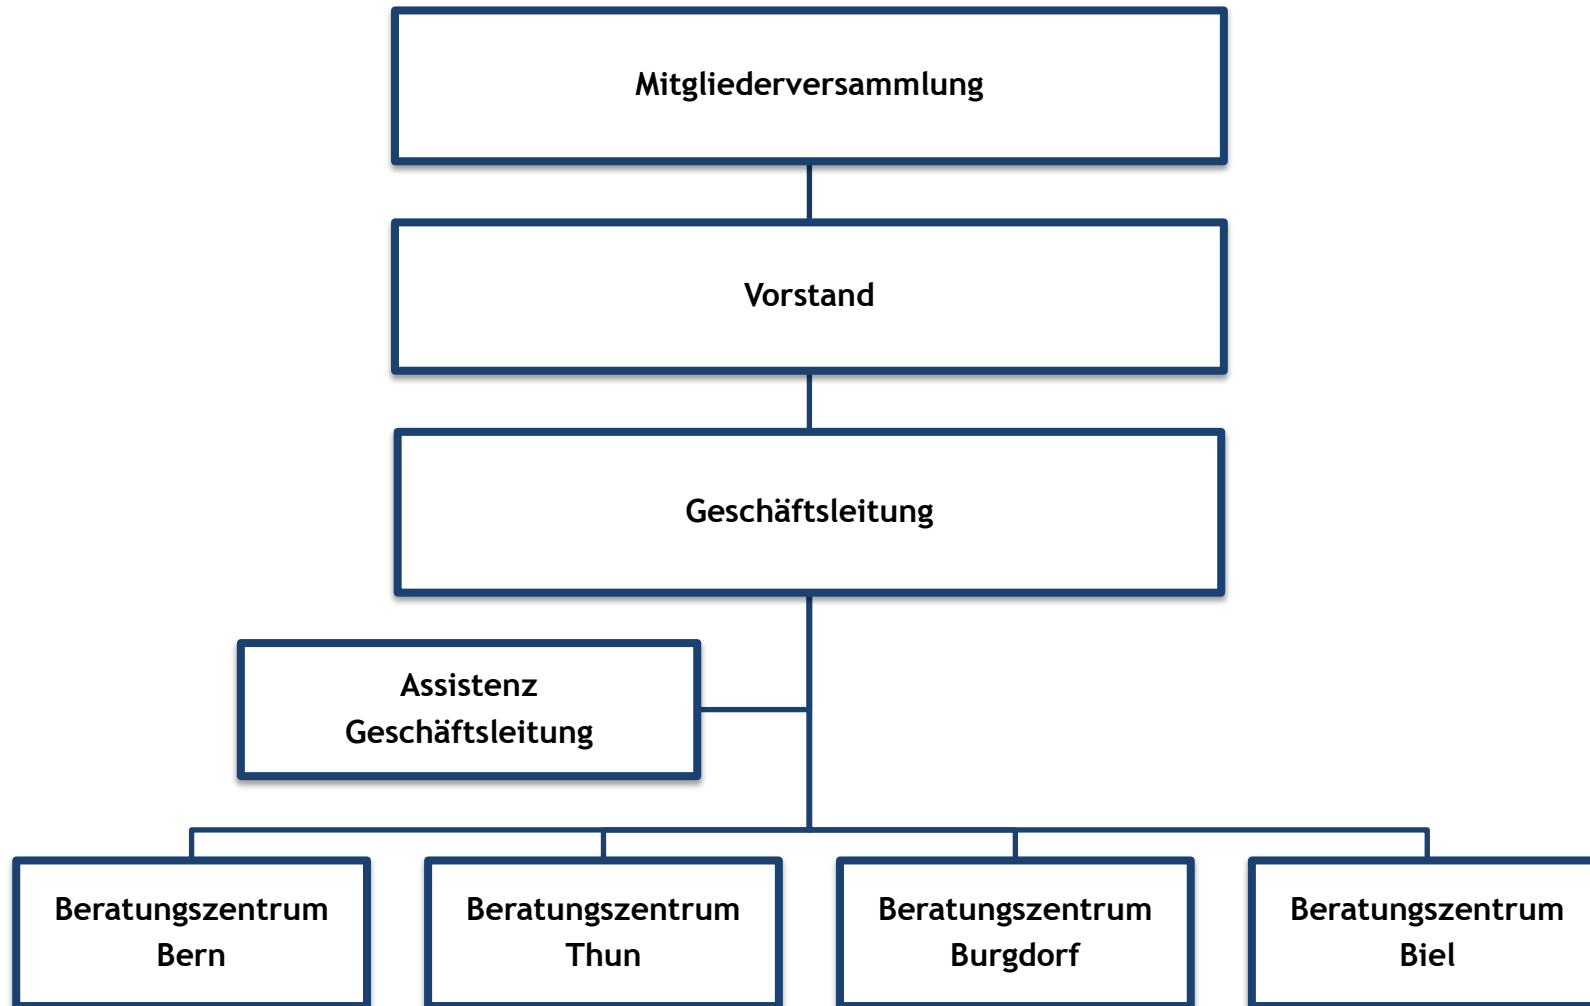 Mitgliederversammlung
Vorstand
Geschäftsleitung
Assistenz
Geschäftsleitung
Beratungszentrum
Bern
Beratungszentrum
Thun
Beratungszentrum
Burgdorf
Beratungszentrum
Biel